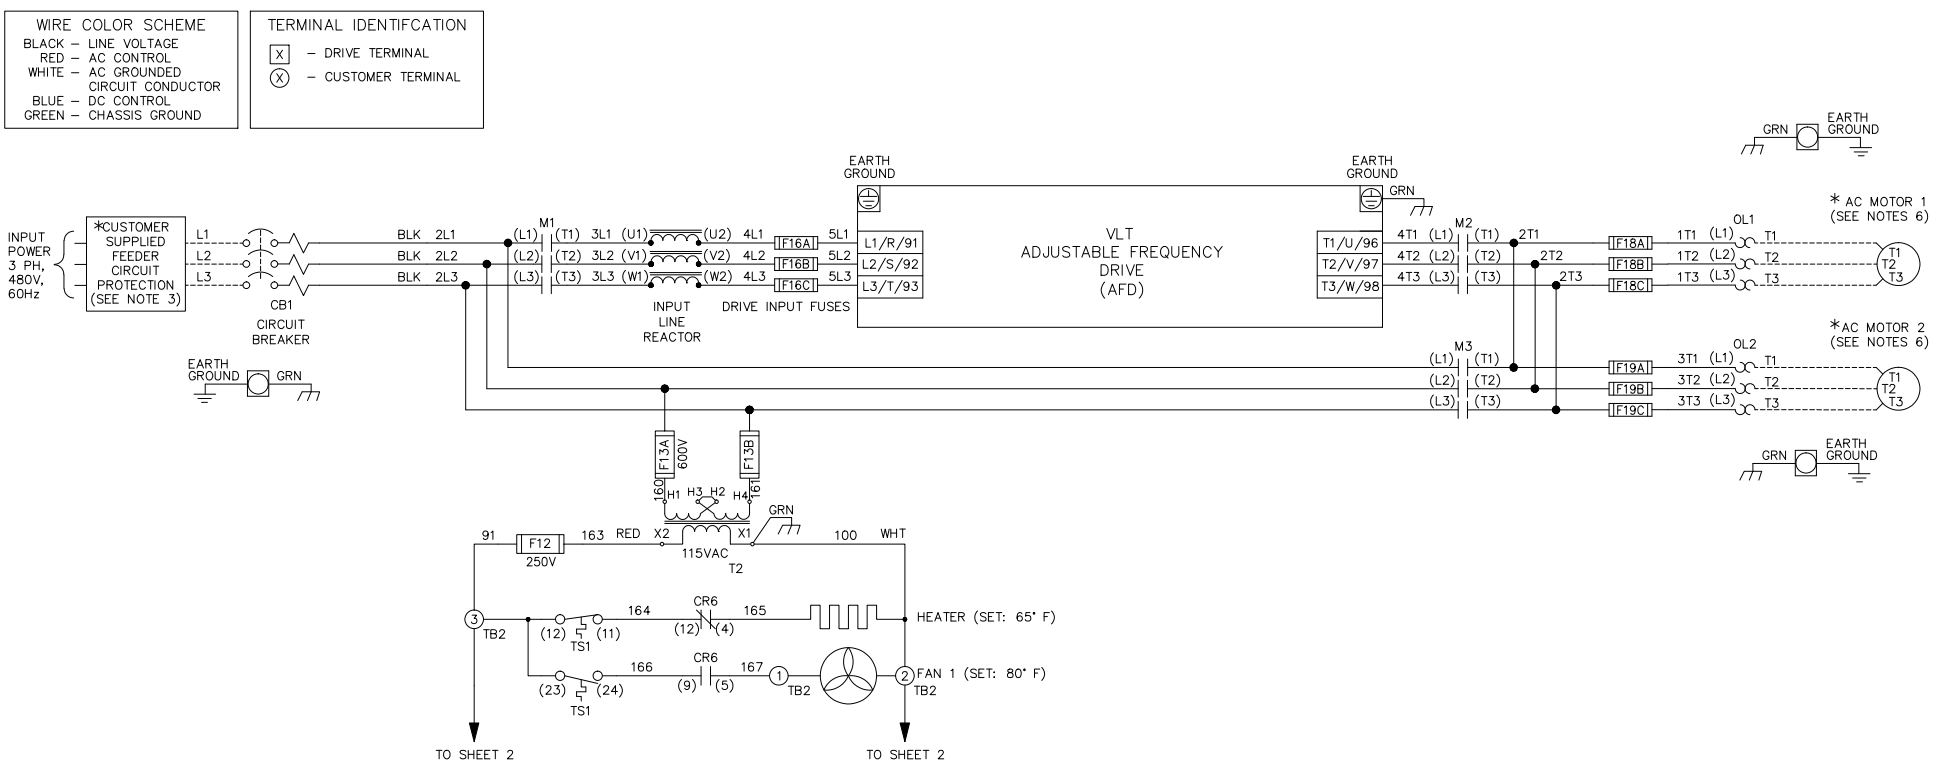 WIRE COLOR SCHEME
BLACK – LINE VOLTAGE
RED – AC CONTROL
WHITE – AC GROUNDED
CIRCUIT CONDUCTOR
BLUE – DC CONTROL
GREEN – CHASSIS GROUND
TERMINAL IDENTIFCATION
X – DRIVE TERMINAL
X – CUSTOMER TERMINAL
GRN
EARTH
GROUND
INPUT
POWER
3 PH,
480V,
60Hz
*CUSTOMER
SUPPLIED
FEEDER
CIRCUIT
PROTECTION
(SEE NOTE 3)
L1
L2
L3
CB1
CIRCUIT
BREAKER
BLK 2L1
BLK 2L2
BLK 2L3
M1
(L1) (T1) 3L1 (U1) (U2) 4L1 F16A 5L1
(L2) (T2) 3L2 (V1) (V2) 4L2 F16B 5L2
(L3) (T3) 3L3 (W1) (W2) 4L3 F16C 5L3
INPUT
LINE
REACTOR
DRIVE INPUT FUSES
EARTH
GROUND
L1/R/91
L2/S/92
L3/T/93
VLT
ADJUSTABLE FREQUENCY
DRIVE
(AFD)
EARTH
GROUND
GRN
T1/U/96
T2/V/97
T3/W/98
M2
4T1 (L1) (T1) 2T1 F18A 1T1 (L1) T1
4T2 (L2) (T2) 2T2 F18B 1T2 (L2) T2
4T3 (L3) (T3) 2T3 F18C 1T3 (L3) T3
OL1
* AC MOTOR 1
(SEE NOTES 6)
T1
T2
T3
M3
(L1) (T1) F19A 3T1 (L1) T1
(L2) (T2) F19B 3T2 (L2) T2
(L3) (T3) F19C 3T3 (L3) T3
OL2
*AC MOTOR 2
(SEE NOTES 6)
T1
T2
T3
EARTH
GROUND
GRN
GRN
EARTH
GROUND
F13A
600V
F13B
160
161
H1 H3 H2 H4
GRN
91 F12 163 RED X2 X1 100 WHT
250V
115VAC
T2
3
TB2
(12) (11)
TS1
164
CR6
(12) (4)
165
HEATER (SET: 65° F)
(23) (24)
TS1
166
CR6
(9) (5)
167
1
TB2
2
TB2
FAN 1 (SET: 80° F)
TO SHEET 2
TO SHEET 2